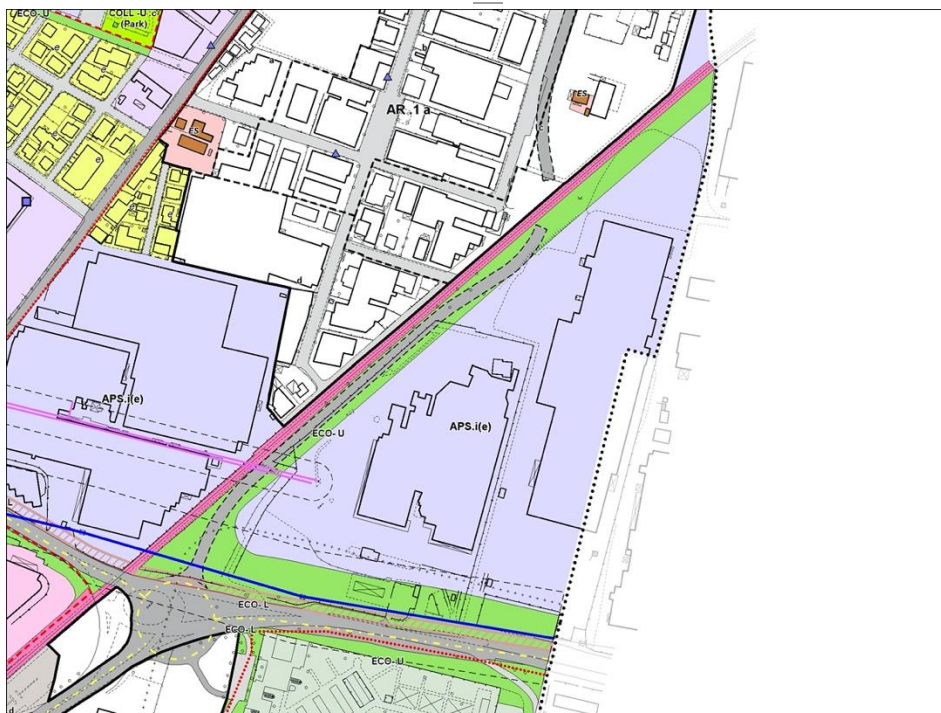 ECO- U
COLL -U ;c
(Park)
e
e
a
b
AR. 1 a
ES
ES
c
e
e
e
e
d
APS.i(e)
APS.i(e)
ECO- U
ECO- L
ECO- L
ECO- U
d